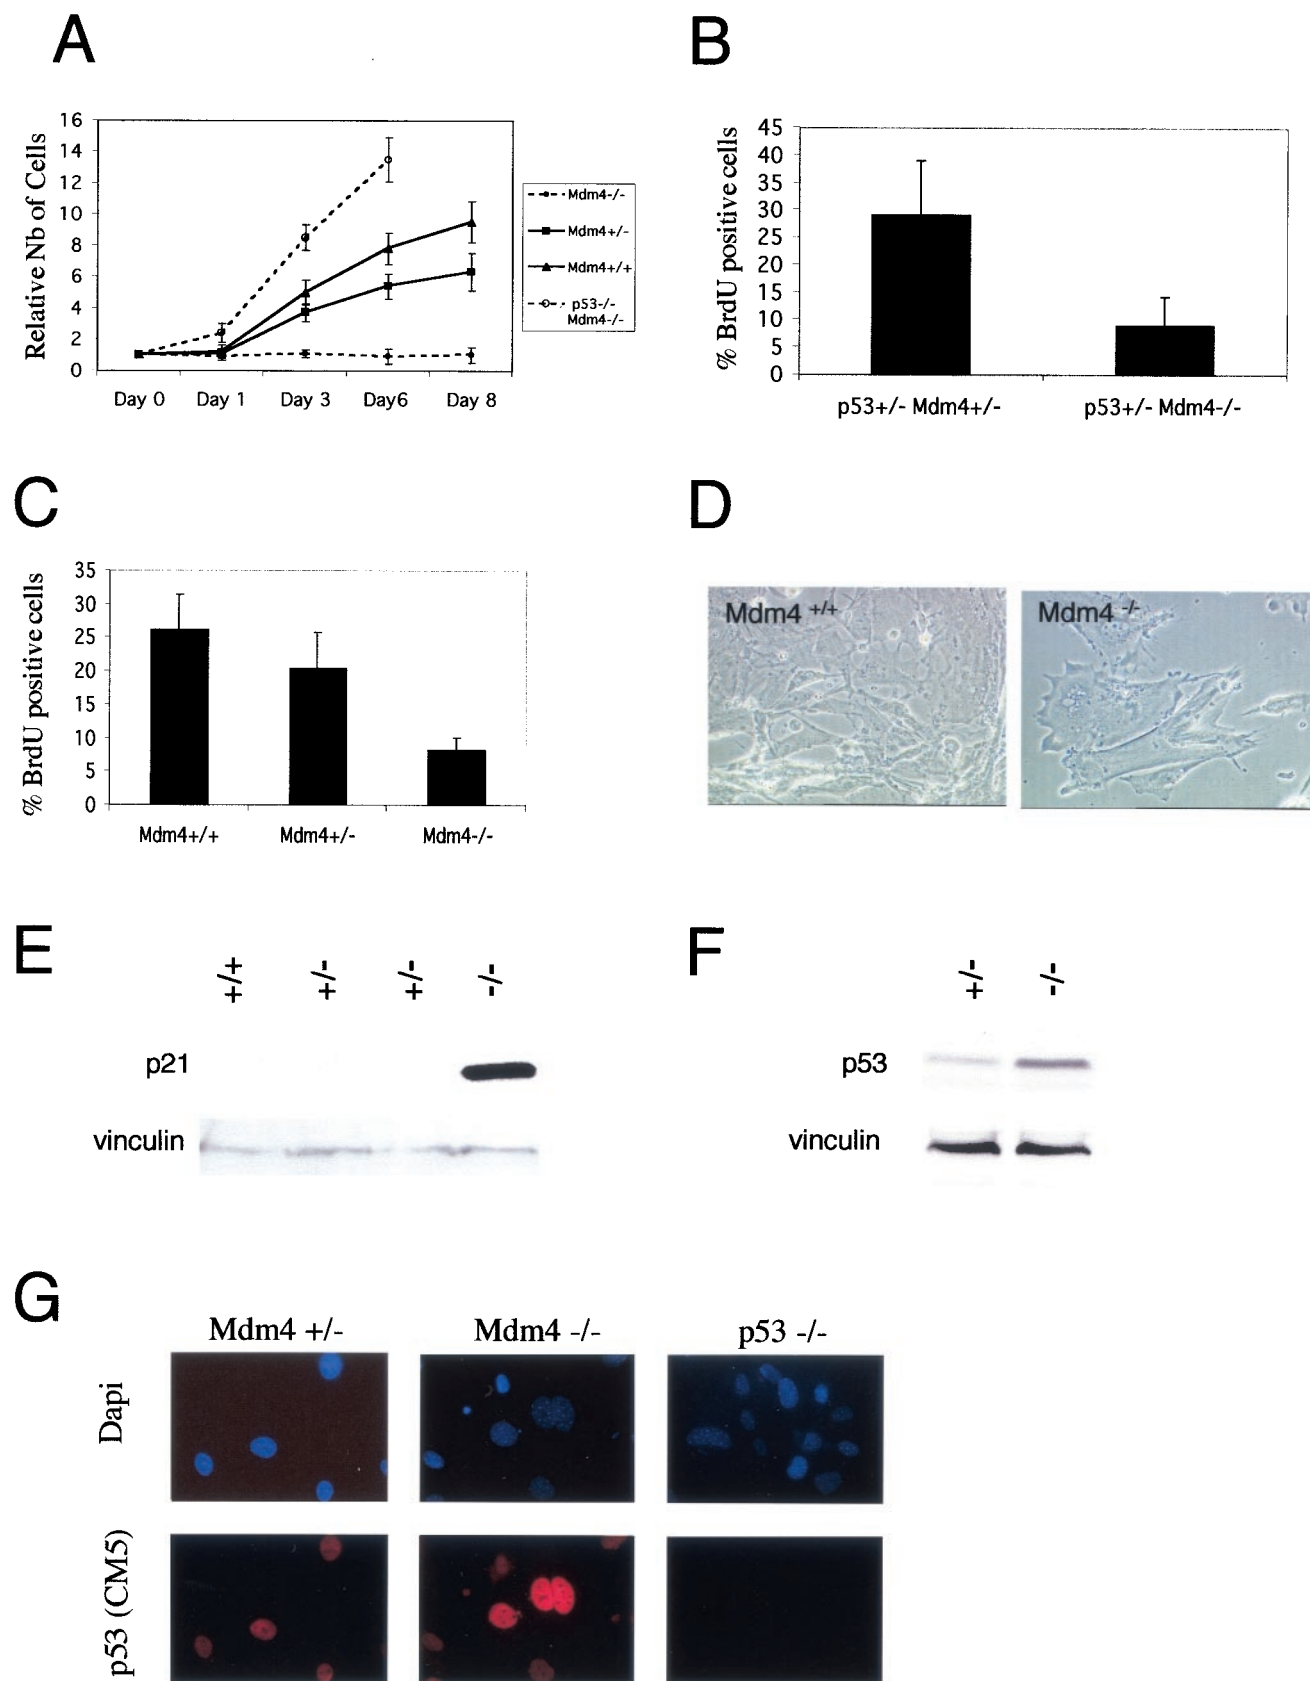 A
Relative Nb of Cells
16
14
12
10
8
6
4
2
0
Day 0 Day 1 Day 3 Day6 Day 8
Mdm4-/-
Mdm4+/-
Mdm4+/+
p53-/-
Mdm4-/-
B
% BrdU positive cells
45
40
35
30
25
20
15
10
5
0
p53+/- Mdm4+/- p53+/- Mdm4-/-
C
% BrdU positive cells
35
30
25
20
15
10
5
0
Mdm4+/+ Mdm4+/- Mdm4-/-
D
Mdm4 +/+
Mdm4 -/-
E
+/+ +/- +/- -/-
p21
vinculin
F
+/- -/-
p53
vinculin
G
Mdm4 +/- Mdm4 -/- p53 -/-
Dapi
p53 (CM5)